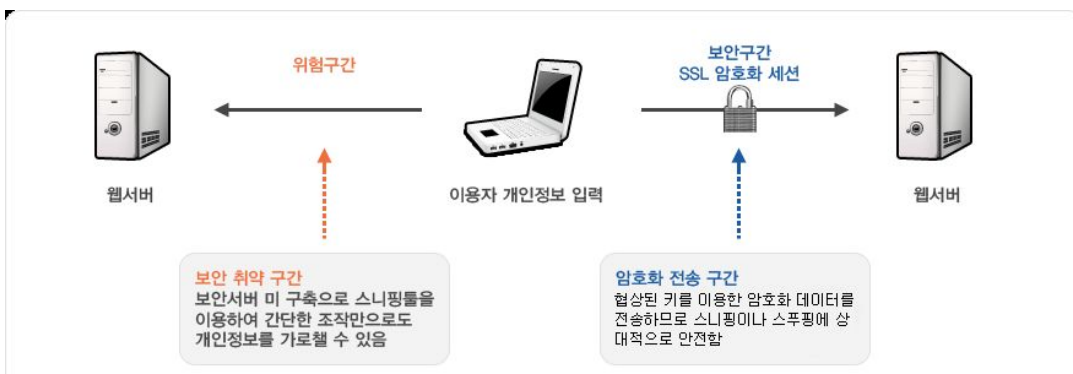 위험구간
보안구간
SSL 암호화 세션
웹서버
이용자 개인정보 입력
웹서버
보안 취약 구간
보안서버 미 구축으로 스니핑툴을
이용하여 간단한 조작만으로도
개인정보를 가로챌 수 있음
암호화 전송 구간
협상된 키를 이용한 암호화 데이터를
전송하므로 스니핑이나 스푸핑에 상
대적으로 안전함